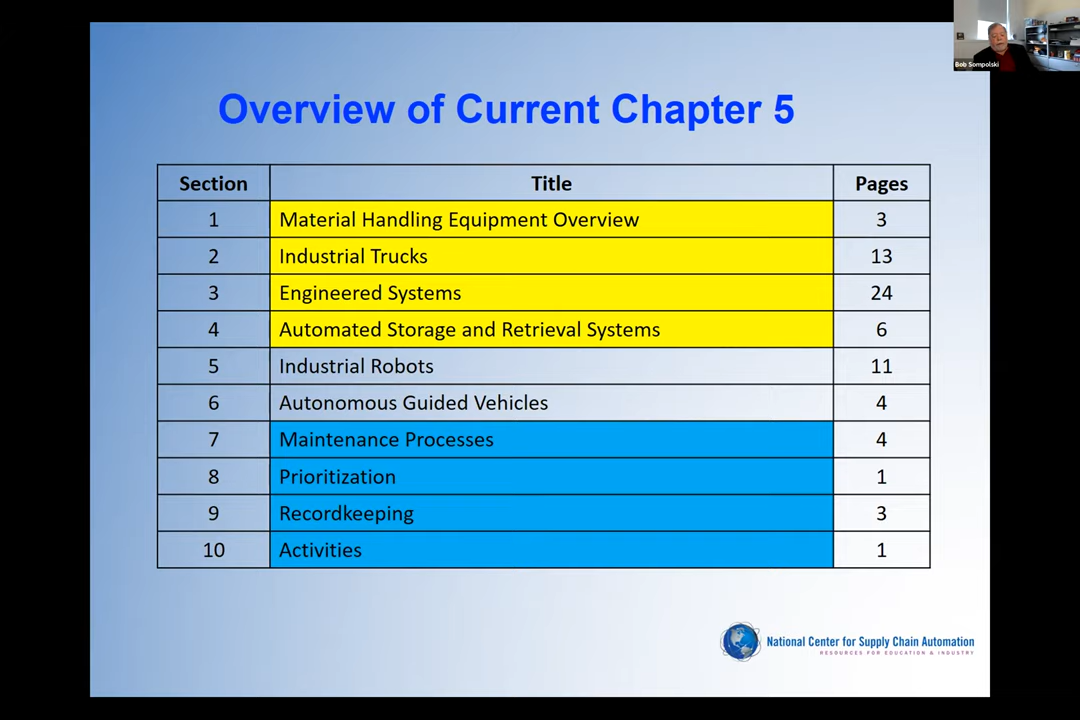 Bob Sompolski
Overview of Current Chapter 5
Section Title Pages
1 Material Handling Equipment Overview 3
2 Industrial Trucks 13
3 Engineered Systems 24
4 Automated Storage and Retrieval Systems 6
5 Industrial Robots 11
6 Autonomous Guided Vehicles 4
7 Maintenance Processes 4
8 Prioritization 1
9 Recordkeeping 3
10 Activities 1
National Center for Supply Chain Automation
RESOURCES FOR EDUCATION & INDUSTRY